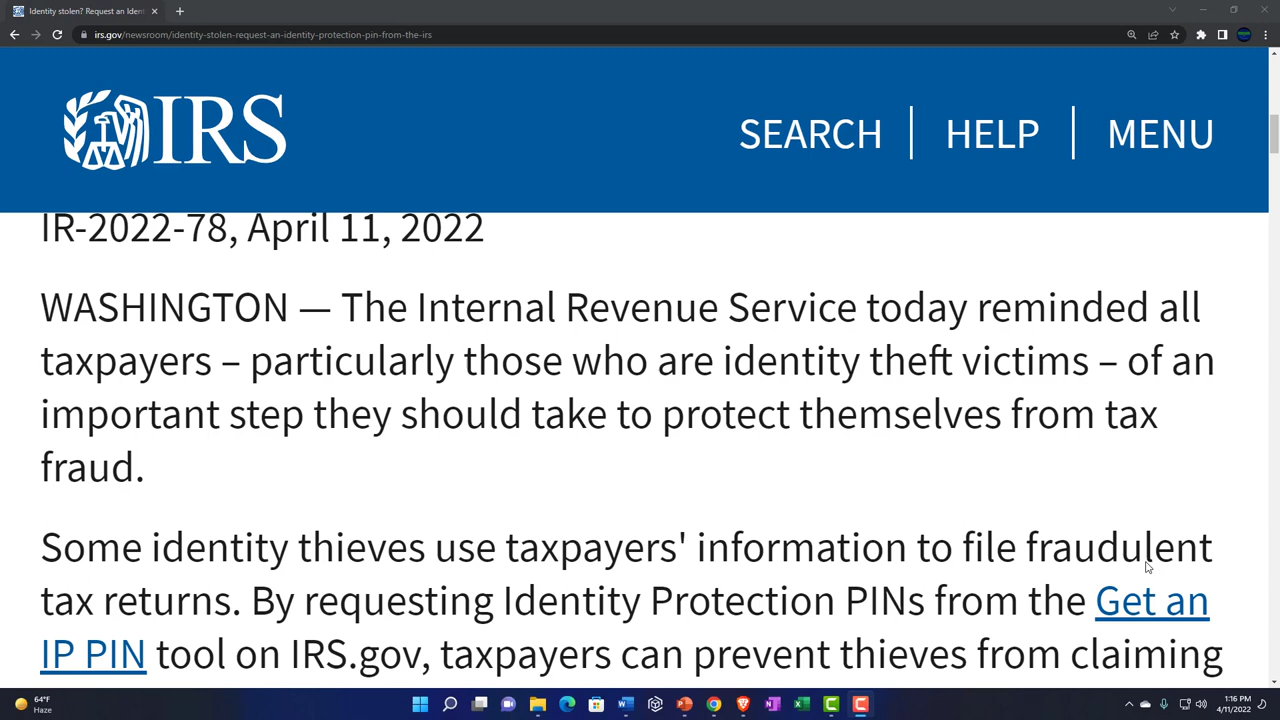 Identity stolen? Request an Iden
irs.gov/newsroom/identity-stolen-request-an-identity-protection-pin-from-the-irs
IRS
SEARCH
HELP
MENU
IR-2022-78, April 11, 2022
WASHINGTON — The Internal Revenue Service today reminded all
taxpayers – particularly those who are identity theft victims – of an
important step they should take to protect themselves from tax
fraud.
Some identity thieves use taxpayers' information to file fraudulent
tax returns. By requesting Identity Protection PINs from the Get an
IP PIN tool on IRS.gov, taxpayers can prevent thieves from claiming
64°F
Haze
1:16 PM
4/11/2022